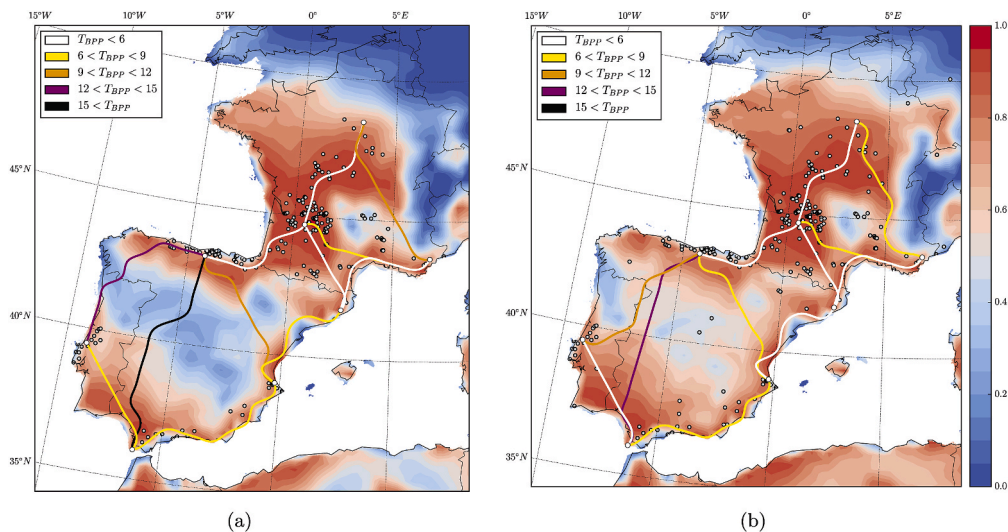 15°W 10°W 5°W 0° 5°E
T_BPP < 6
6 < T_BPP < 9
9 < T_BPP < 12
12 < T_BPP < 15
15 < T_BPP
45°N
40°N
35°N
(a)
15°W 10°W 5°W 0° 5°E
T_BPP < 6
6 < T_BPP < 9
9 < T_BPP < 12
12 < T_BPP < 15
15 < T_BPP
45°N
40°N
35°N
(b)
1.0
0.8
0.6
0.4
0.2
0.0